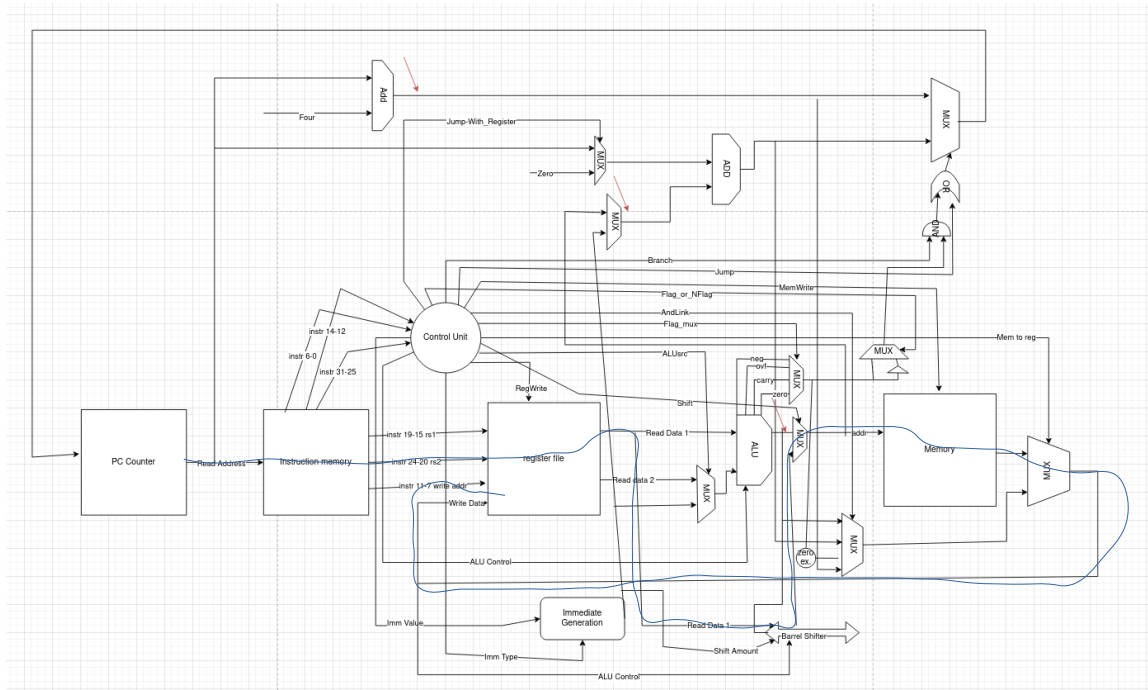 Add
Four
Jump-With_Register
MUX
Zero
ADD
MUX
MUX
OR
AND
Branch
Jump
MemWrite
Flag_or_NFlag
AndLink
Flag_mux
Mem to reg
ALUsrc
Control Unit
instr 14-12
instr 6-0
instr 31-25
RegWrite
Shift
neg
ovf
carry
zero
MUX
MUX
PC Counter
Read Address
Instruction memory
instr 19-15 rs1
instr 24-20 rs2
instr 11-7 write addr
Write Data
register file
Read Data 1
Read data 2
MUX
ALU
MUX
addr
Memory
MUX
MUX
zero
ex.
ALU Control
Imm Value
Immediate
Generation
Imm Type
Read Data 1
Shift Amount
Barrel Shifter
ALU Control